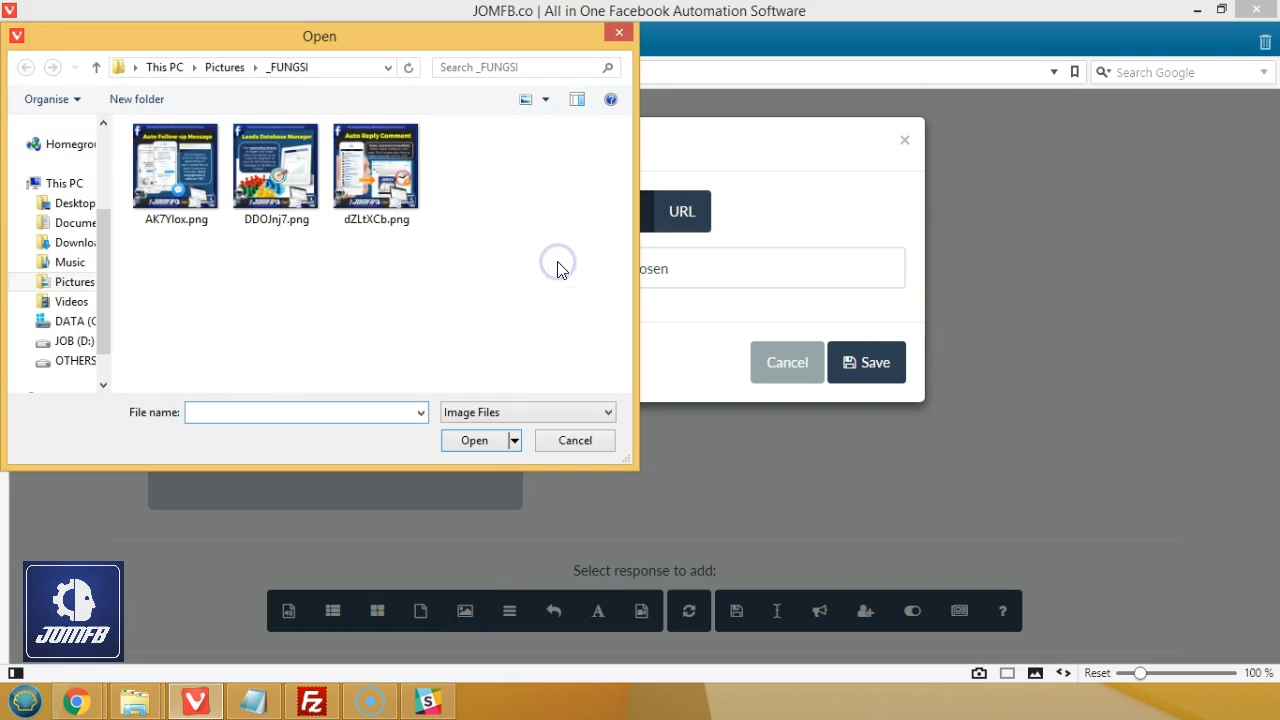 JOMFB.co | All in One Facebook Automation Software
Open
This PC
Pictures
_FUNGSI
Search _FUNGSI
Search Google
Organise
New folder
Homegrou
This PC
Desktop
Docume
Downloa
Music
Pictures
Videos
DATA (C
JOB (D:)
OTHERS
Auto Follow-up Message
Leads Database Manager
Auto Reply Comment
AK7Ylox.png
DDOJnj7.png
dZLtXCb.png
URL
osen
Cancel
Save
File name:
Image Files
Open
Cancel
Select response to add:
JOMFB
Reset
100 %